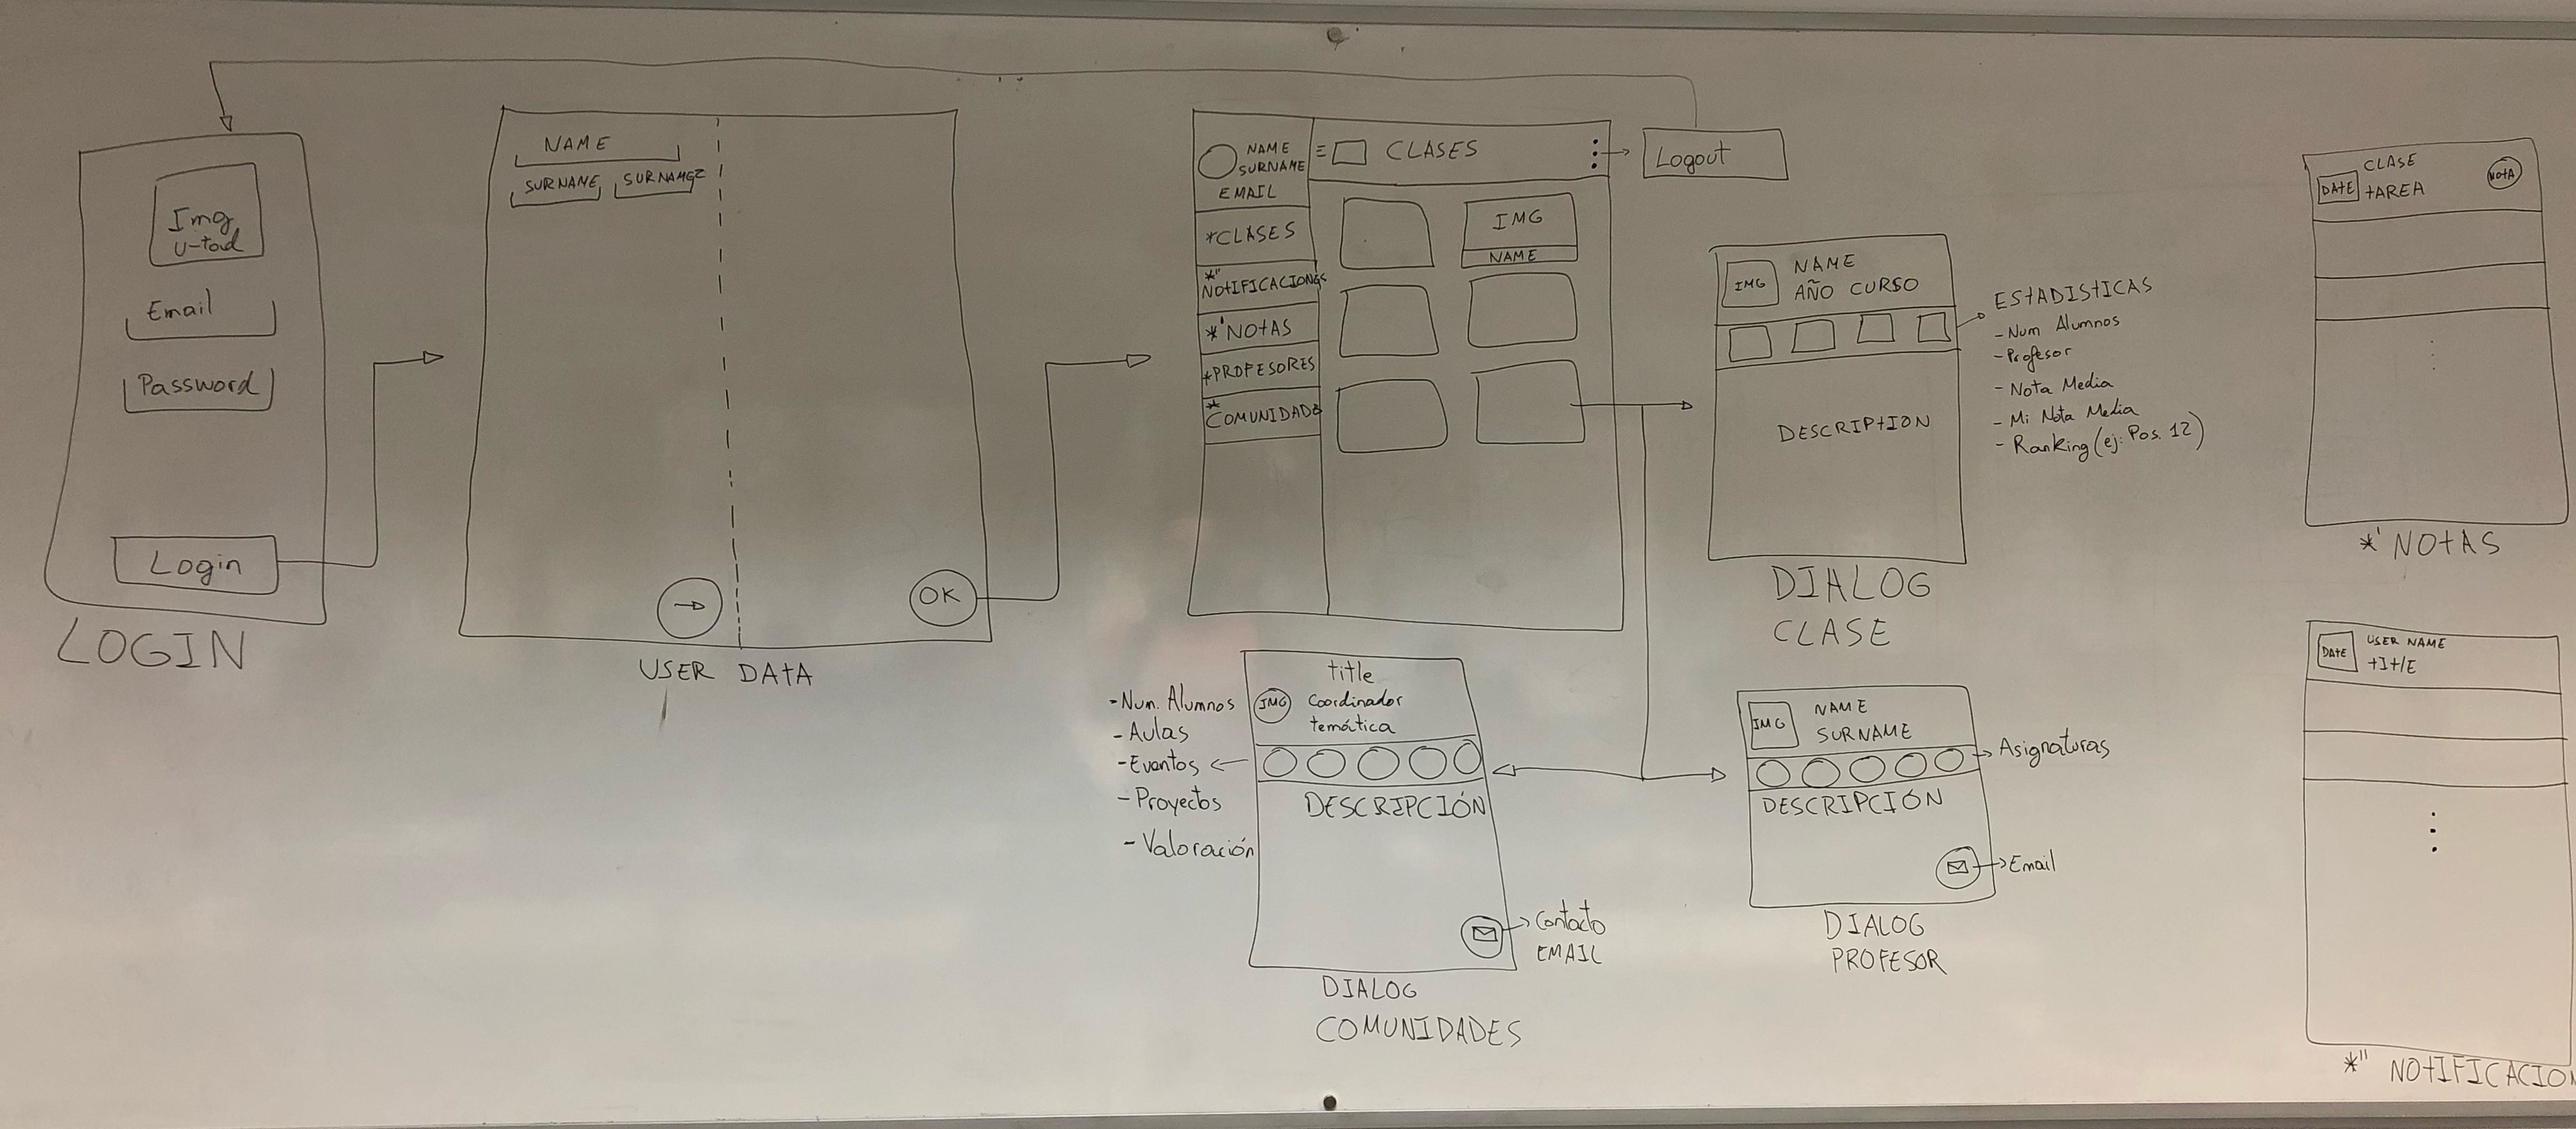 Img
u-tad
Email
Password
Login
LOGIN
NAME
SURNAME
SURNAME2
OK
USER DATA
NAME
SURNAME
EMAIL
*CLASES
*"
NOTIFICACIONES
*'NOTAS
*PROFESORES
*
COMUNIDADES
CLASES
IMG
NAME
Logout
IMG
NAME
AÑO CURSO
DESCRIPTION
DIALOG
CLASE
ESTADISTICAS
- Num Alumnos
- Profesor
- Nota Media
- Mi Nota Media
- Ranking (ej: Pos. 12)
title
IMG
Coordinador
temática
DESCRIPCIÓN
- Num. Alumnos
- Aulas
- Eventos
- Proyectos
- Valoración
Contacto
EMAIL
DIALOG
COMUNIDADES
IMG
NAME
SURNAME
Asignaturas
DESCRIPCIÓN
Email
DIALOG
PROFESOR
DATE
CLASE
TAREA
NOTA
*' NOTAS
DATE
USER NAME
TITlE
*" NOTIFICACION